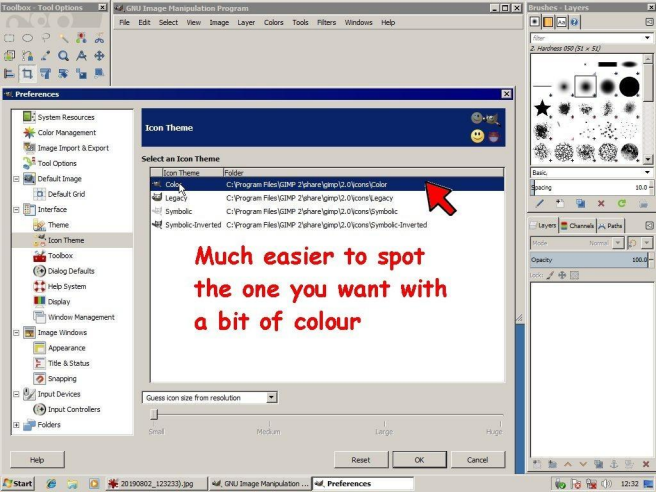 Toolbox - Tool Options
GNU Image Manipulation Program
Brushes - Layers
File Edit Select View Image Layer Colors Tools Filters Windows Help
filter
2. Hardness 050 (51 × 51)
Basic,
Spacing 10.0
Layers Channels Paths
Mode Normal
Opacity 100.0
Lock:
Preferences
System Resources
Color Management
Image Import & Export
Tool Options
Default Image
Default Grid
Interface
Theme
Icon Theme
Toolbox
Dialog Defaults
Help System
Display
Window Management
Image Windows
Appearance
Title & Status
Snapping
Input Devices
Input Controllers
Folders
Icon Theme
Select an Icon Theme
Icon Theme Folder
Color C:\Program Files\GIMP 2\share\gimp\2.0\icons\Color
Legacy C:\Program Files\GIMP 2\share\gimp\2.0\icons\Legacy
Symbolic C:\Program Files\GIMP 2\share\gimp\2.0\icons\Symbolic
Symbolic-Inverted C:\Program Files\GIMP 2\share\gimp\2.0\icons\Symbolic-Inverted
Much easier to spot
the one you want with
a bit of colour
Guess icon size from resolution
Small Medium Large Huge
Help Reset OK Cancel
Start 20190802_123233).jpg GNU Image Manipulation ... Preferences 12:32